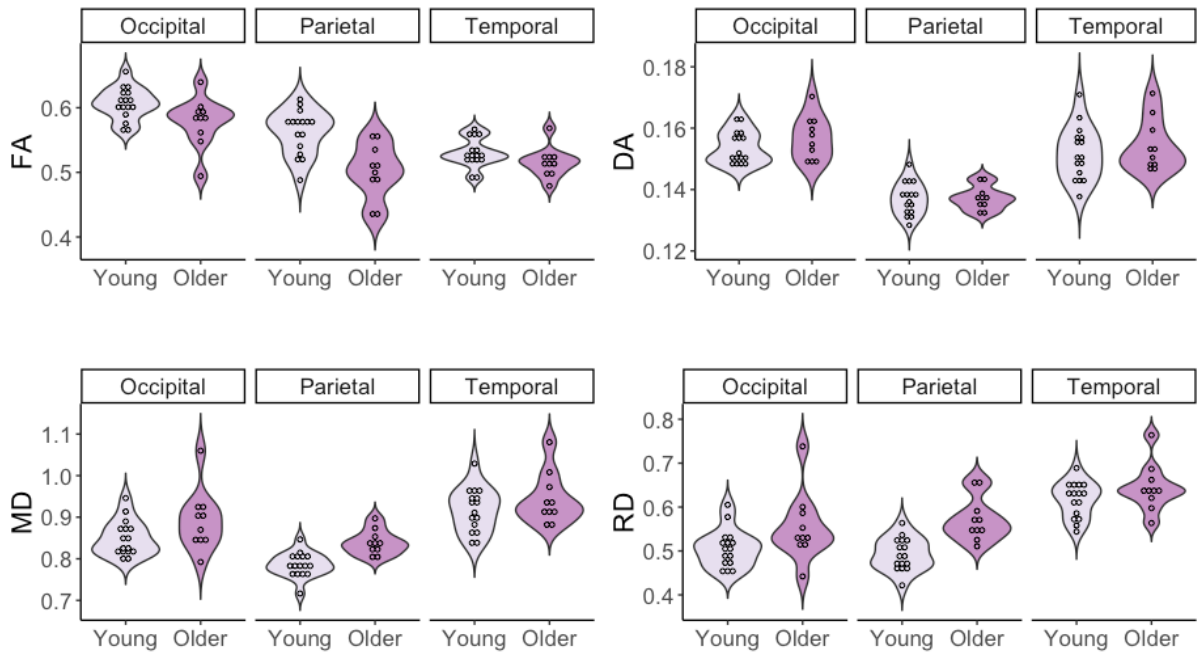 Occipital Parietal Temporal
FA
0.6
0.5
0.4
Young Older Young Older Young Older
Occipital Parietal Temporal
DA
0.18
0.16
0.14
0.12
Young Older Young Older Young Older
Occipital Parietal Temporal
MD
1.1
1.0
0.9
0.8
0.7
Young Older Young Older Young Older
Occipital Parietal Temporal
RD
0.8
0.7
0.6
0.5
0.4
Young Older Young Older Young Older